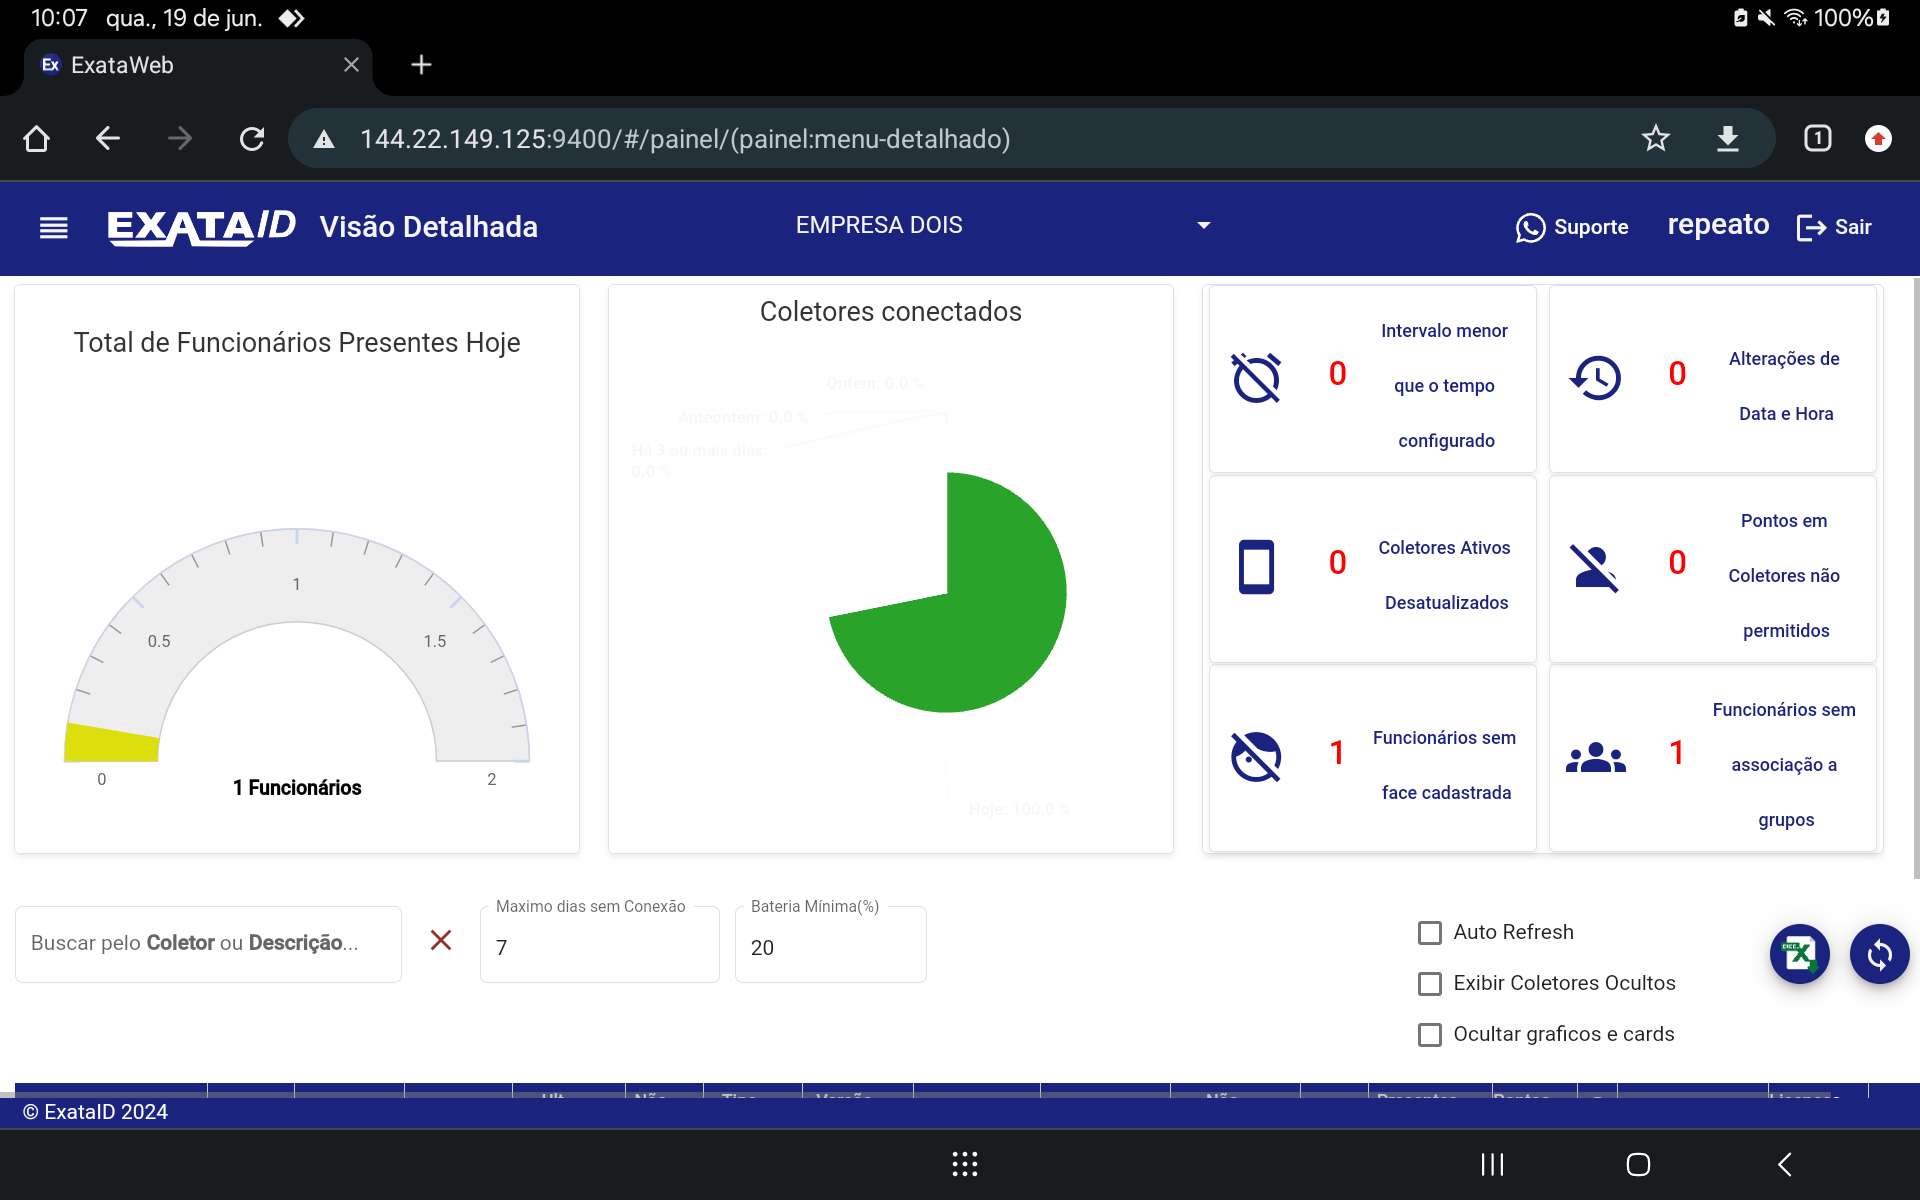 10:07 qua., 19 de jun. 100%
Ex ExataWeb
144.22.149.125:9400/#/painel/(painel:menu-detalhado) 1
EXATAID Visão Detalhada EMPRESA DOIS Suporte repeato Sair
Total de Funcionários Presentes Hoje
0
0.5
1
1.5
2
1 Funcionários
Coletores conectados
Ontem: 0.0 %
Anteontem: 0.0 %
Há 3 ou mais dias:
0.0 %
Hoje: 100.0 %
0 Intervalo menor
que o tempo
configurado
0 Alterações de
Data e Hora
0 Coletores Ativos
Desatualizados
0 Pontos em
Coletores não
permitidos
1 Funcionários sem
face cadastrada
1 Funcionários sem
associação a
grupos
Buscar pelo Coletor ou Descrição...
Maximo dias sem Conexão
7
Bateria Mínima(%)
20
Auto Refresh
Exibir Coletores Ocultos
Ocultar graficos e cards
© ExataID 2024